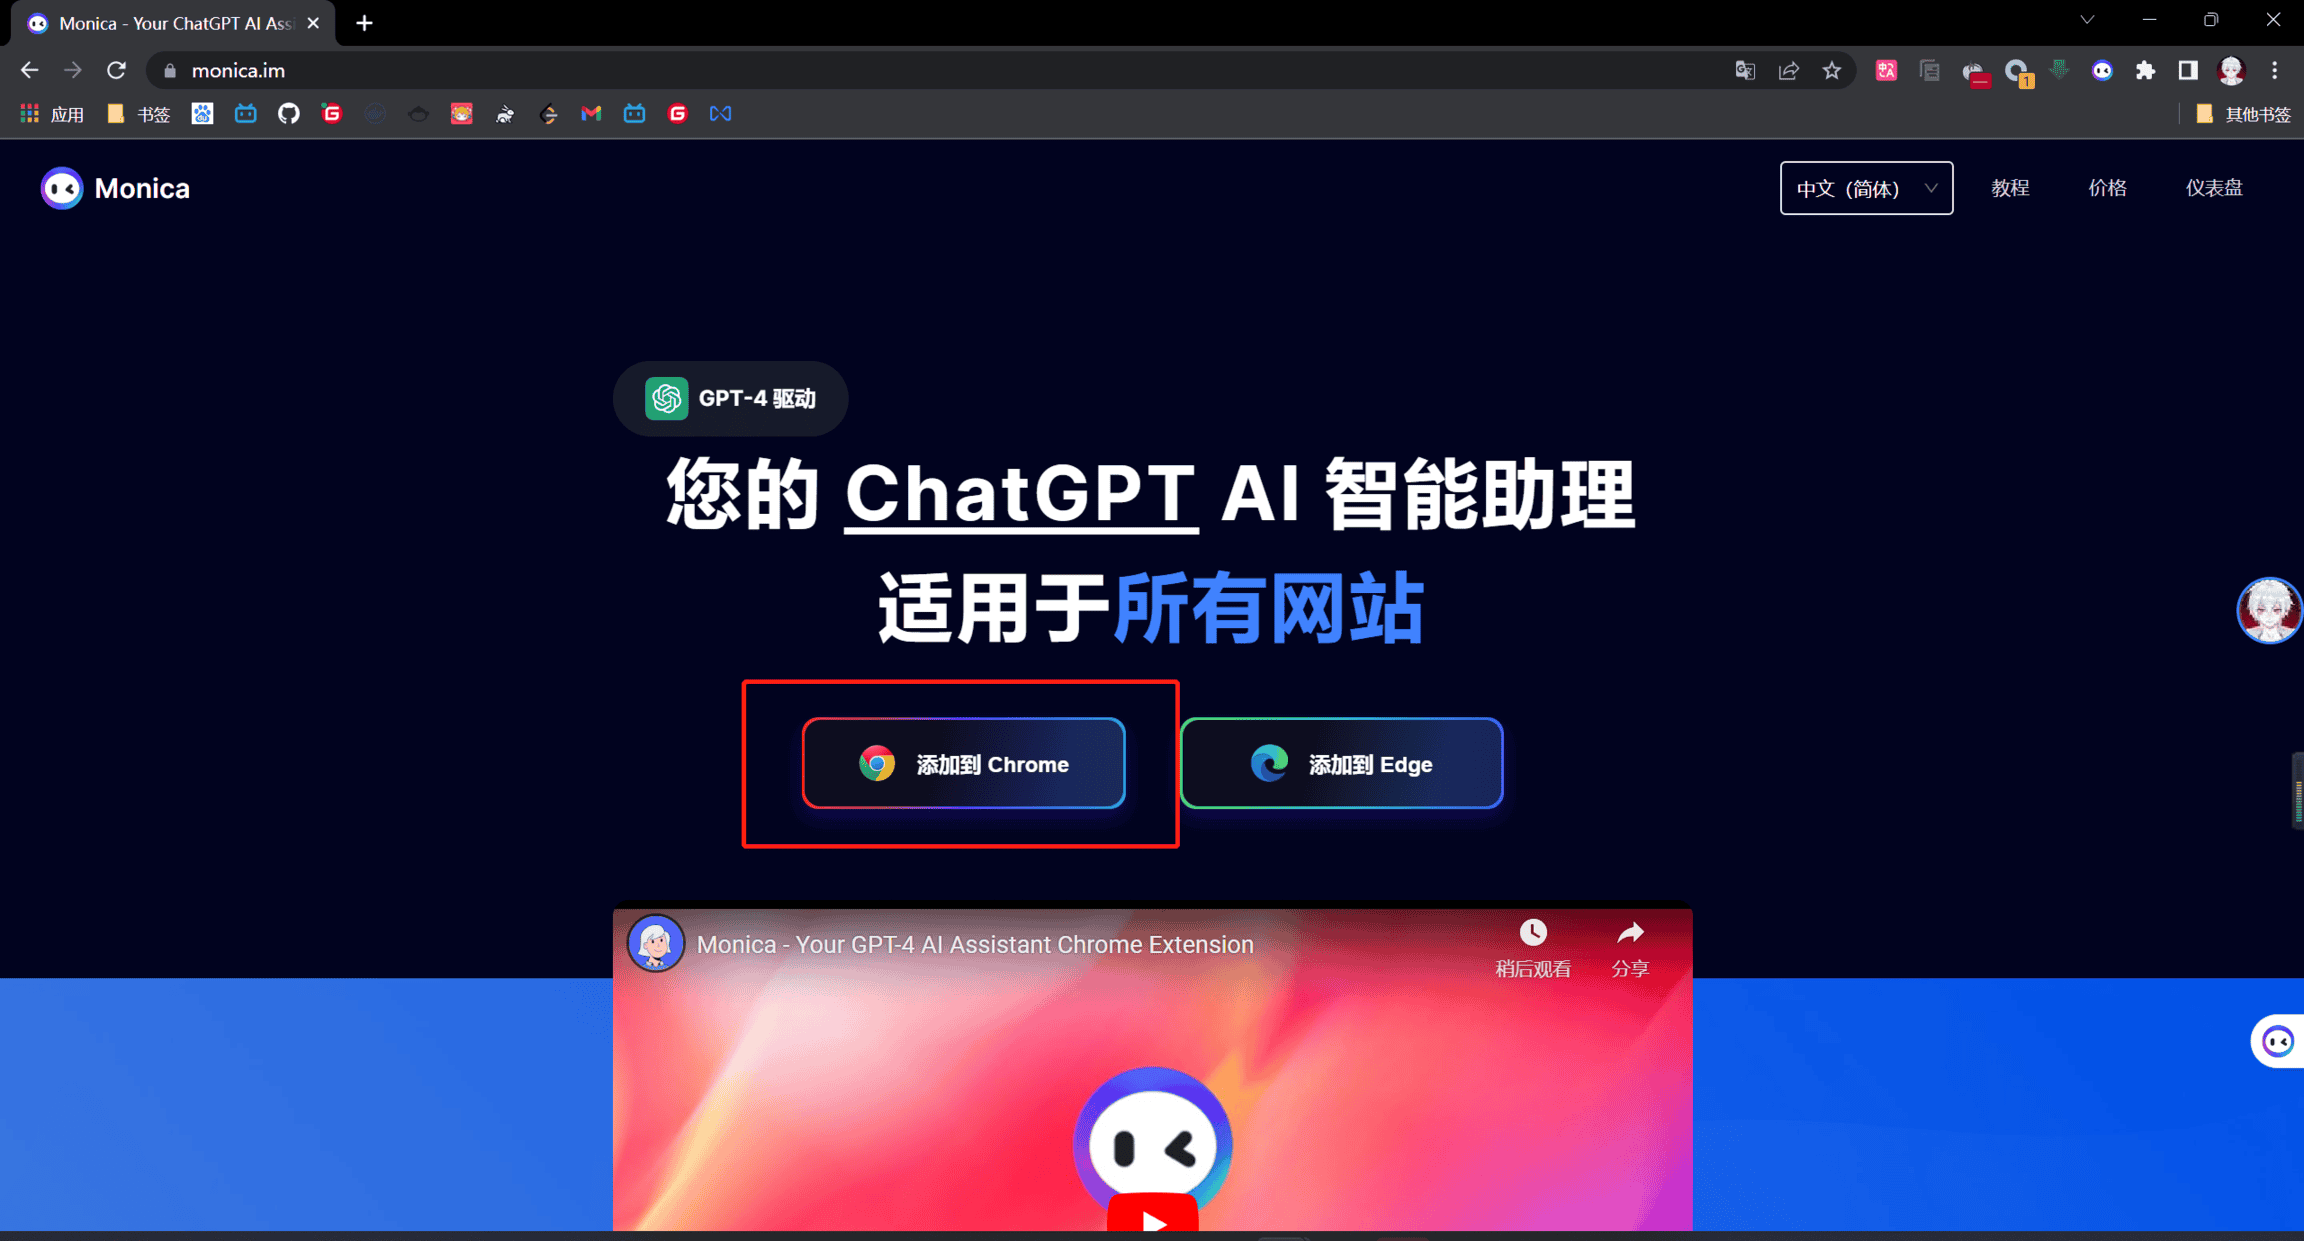 Monica - Your ChatGPT AI Ass
monica.im
1
应用
书签
其他书签
Monica
中文（简体）
教程
价格
仪表盘
GPT-4 驱动
您的 ChatGPT AI 智能助理
适用于所有网站
添加到 Chrome
添加到 Edge
Monica - Your GPT-4 AI Assistant Chrome Extension
稍后观看
分享